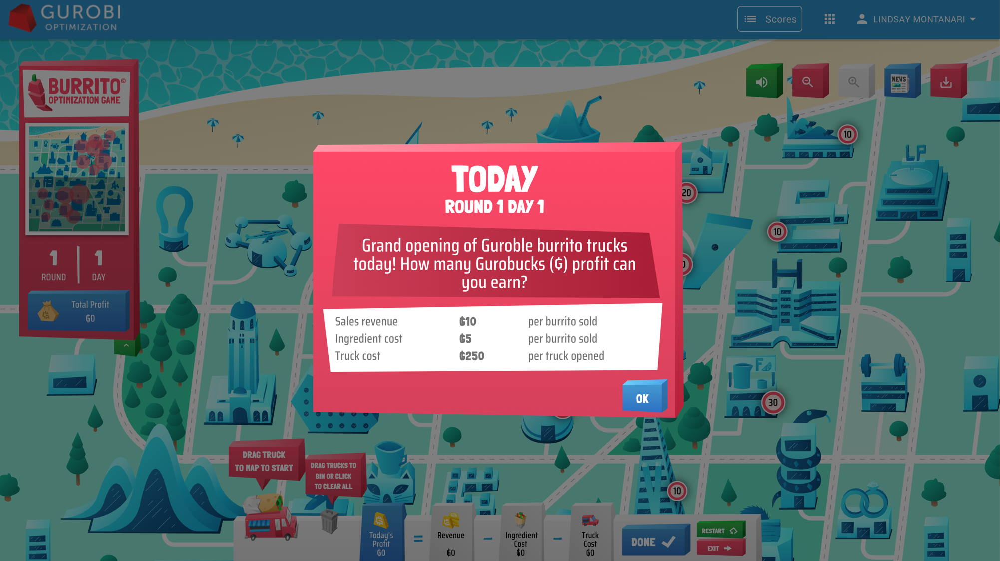 GUROBI
OPTIMIZATION
Scores
LINDSAY MONTANARI
BURRITO©
OPTIMIZATION GAME
1
ROUND
1
DAY
Total Profit
₲0
NEWS
10
LP
20
10
TODAY
ROUND 1 DAY 1
Grand opening of Guroble burrito trucks
today! How many Gurobucks (₲) profit can
you earn?
Sales revenue ₲10 per burrito sold
Ingredient cost ₲5 per burrito sold
Truck cost ₲250 per truck opened
OK
F
30
DRAG TRUCK
TO MAP TO START
DRAG TRUCKS TO
BIN OR CLICK
TO CLEAR ALL
10
Today's
Profit
₲0
=
Revenue
₲0
–
Ingredient
Cost
₲0
–
Truck
Cost
₲0
DONE
RESTART
EXIT